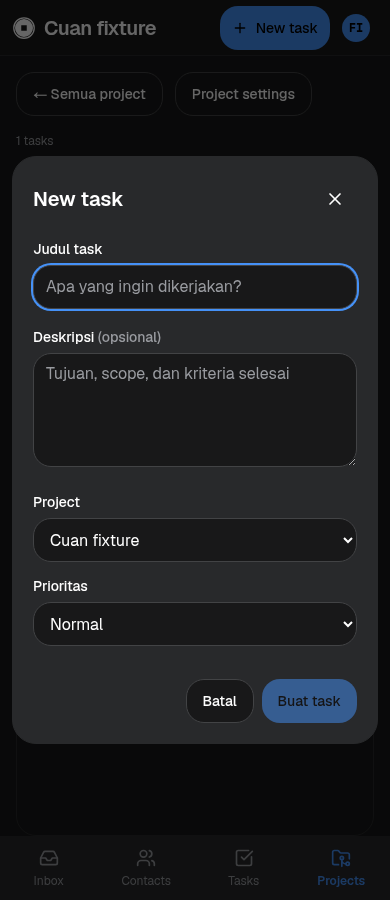 Cuan fixture
+ New task
FI
← Semua project
Project settings
1 tasks
New task
Judul task
Apa yang ingin dikerjakan?
Deskripsi (opsional)
Tujuan, scope, dan kriteria selesai
Project
Cuan fixture
Prioritas
Normal
Batal
Buat task
Inbox
Contacts
Tasks
Projects